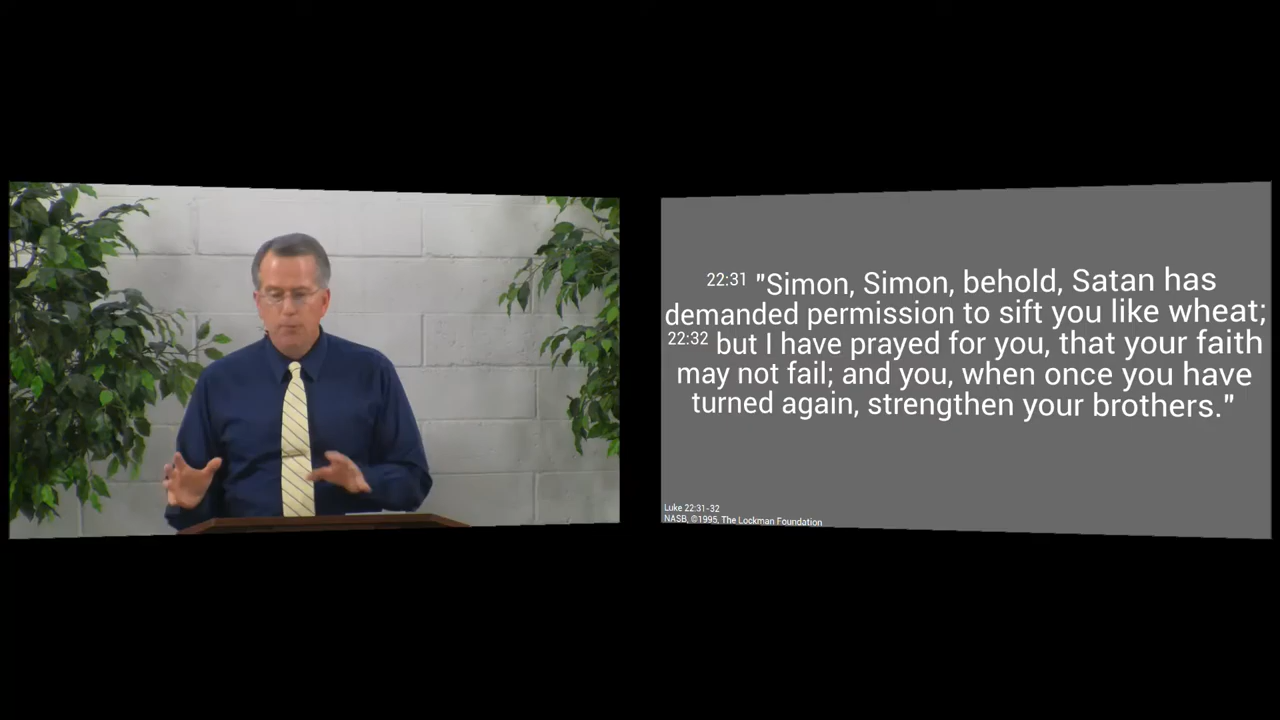 22:31 "Simon, Simon, behold, Satan has
demanded permission to sift you like wheat;
22:32 but I have prayed for you, that your faith
may not fail; and you, when once you have
turned again, strengthen your brothers."
Luke 22:31-32
NASB, ©1995, The Lockman Foundation